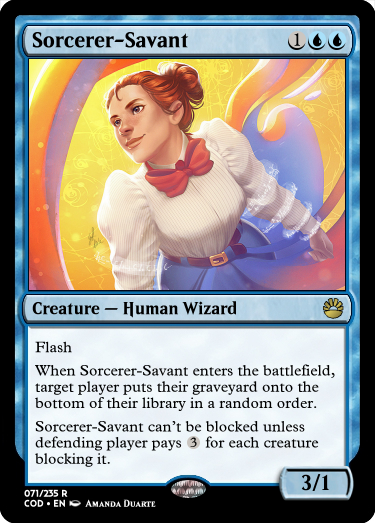 Sorcerer-Savant 1
Creature — Human Wizard
Flash
When Sorcerer-Savant enters the battlefield,
target player puts their graveyard onto the
bottom of their library in a random order.
Sorcerer-Savant can't be blocked unless
defending player pays 3 for each creature
blocking it.
3/1
071/235 R
COD • EN Amanda Duarte